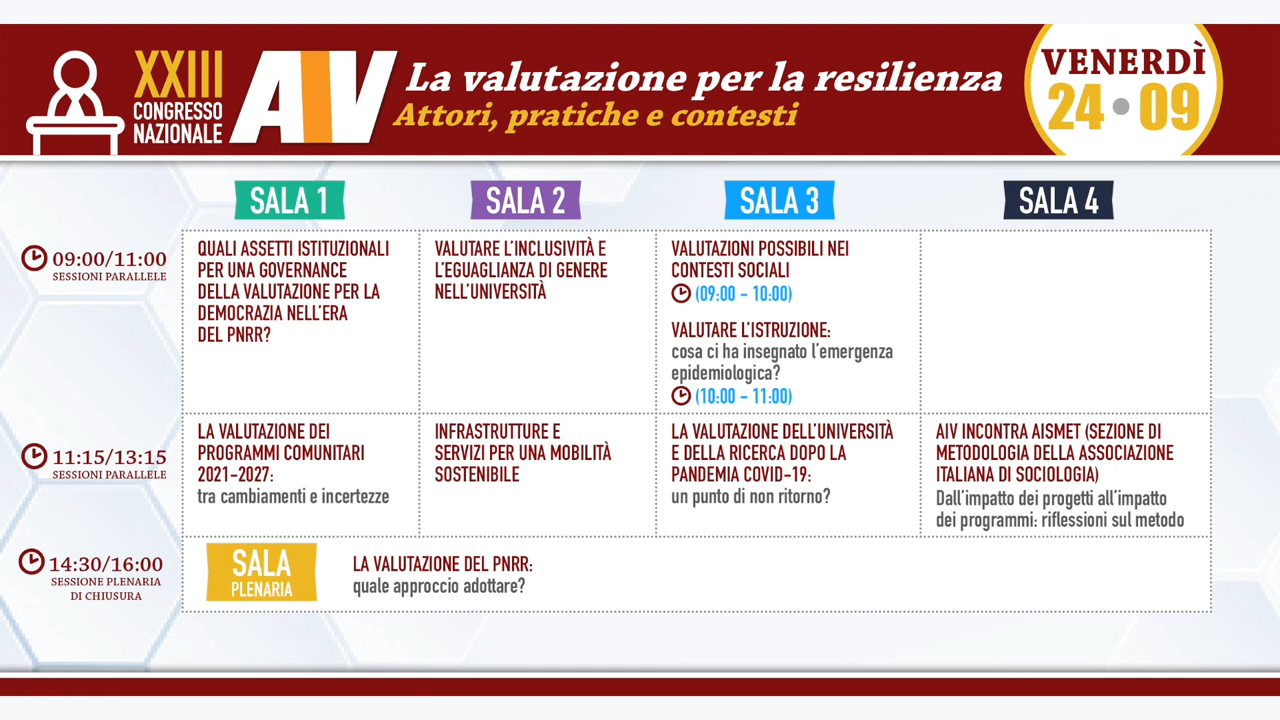 XXIII
CONGRESSO
NAZIONALE
AIV
La valutazione per la resilienza
Attori, pratiche e contesti
VENERDÌ
24•09
SALA 1
SALA 2
SALA 3
SALA 4
09:00/11:00
SESSIONI PARALLELE
QUALI ASSETTI ISTITUZIONALI
PER UNA GOVERNANCE
DELLA VALUTAZIONE PER LA
DEMOCRAZIA NELL'ERA
DEL PNRR?
VALUTARE L'INCLUSIVITÀ E
L'EGUAGLIANZA DI GENERE
NELL'UNIVERSITÀ
VALUTAZIONI POSSIBILI NEI
CONTESTI SOCIALI
(09:00 - 10:00)
VALUTARE L'ISTRUZIONE:
cosa ci ha insegnato l'emergenza
epidemiologica?
(10:00 - 11:00)
11:15/13:15
SESSIONI PARALLELE
LA VALUTAZIONE DEI
PROGRAMMI COMUNITARI
2021-2027:
tra cambiamenti e incertezze
INFRASTRUTTURE E
SERVIZI PER UNA MOBILITÀ
SOSTENIBILE
LA VALUTAZIONE DELL'UNIVERSITÀ
E DELLA RICERCA DOPO LA
PANDEMIA COVID-19:
un punto di non ritorno?
AIV INCONTRA AISMET (SEZIONE DI
METODOLOGIA DELLA ASSOCIAZIONE
ITALIANA DI SOCIOLOGIA)
Dall'impatto dei progetti all'impatto
dei programmi: riflessioni sul metodo
14:30/16:00
SESSIONE PLENARIA
DI CHIUSURA
SALA
PLENARIA
LA VALUTAZIONE DEL PNRR:
quale approccio adottare?